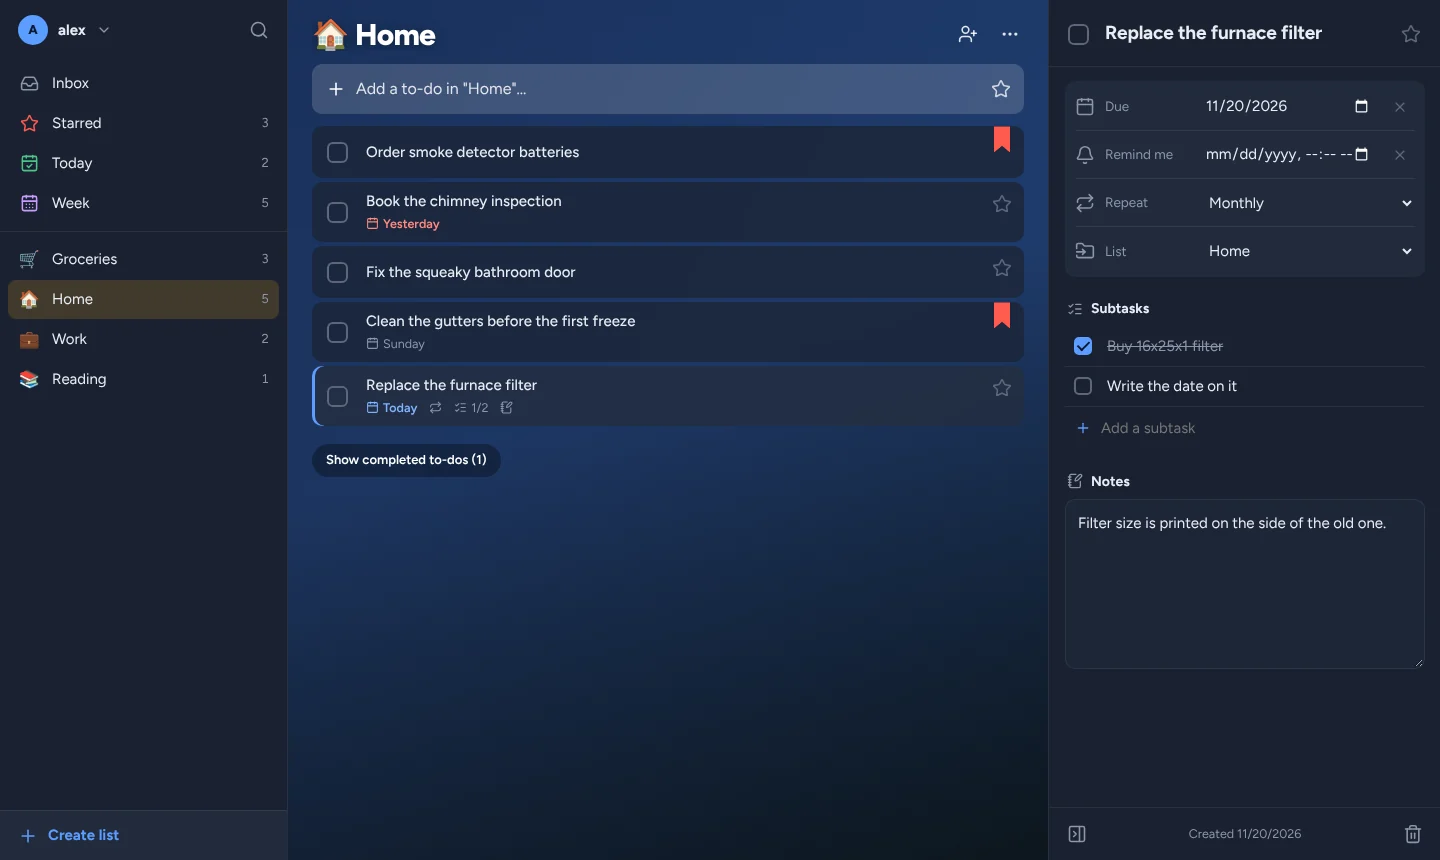 A alex
Inbox
Starred 3
Today 2
Week 5
Groceries 3
Home 5
Work 2
Reading 1
Create list
Home
Add a to-do in "Home"...
Order smoke detector batteries
Book the chimney inspection
Yesterday
Fix the squeaky bathroom door
Clean the gutters before the first freeze
Sunday
Replace the furnace filter
Today 1/2
Show completed to-dos (1)
Replace the furnace filter
Due 11/20/2026
Remind me mm/dd/yyyy, --:-- --
Repeat Monthly
List Home
Subtasks
Buy 16x25x1 filter
Write the date on it
Add a subtask
Notes
Filter size is printed on the side of the old one.
Created 11/20/2026